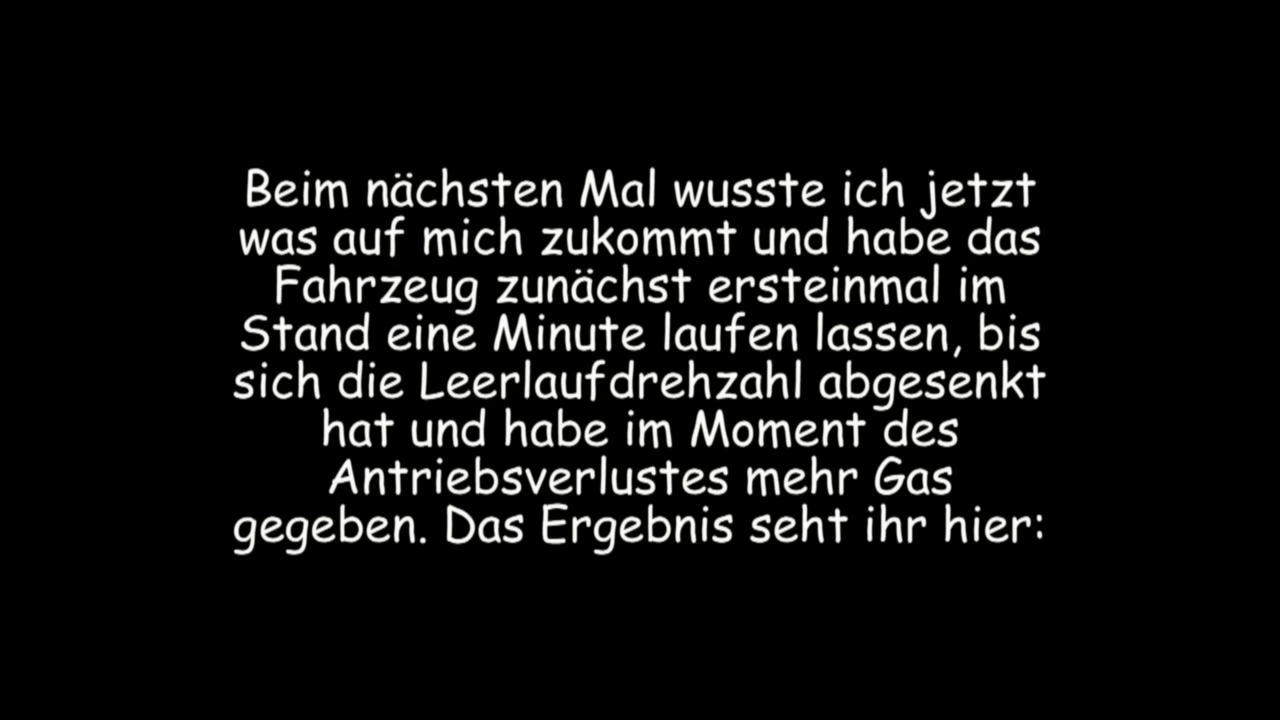 Beim nächsten Mal wusste ich jetzt
was auf mich zukommt und habe das
Fahrzeug zunächst ersteinmal im
Stand eine Minute laufen lassen, bis
sich die Leerlaufdrehzahl abgesenkt
hat und habe im Moment des
Antriebsverlustes mehr Gas
gegeben. Das Ergebnis seht ihr hier: